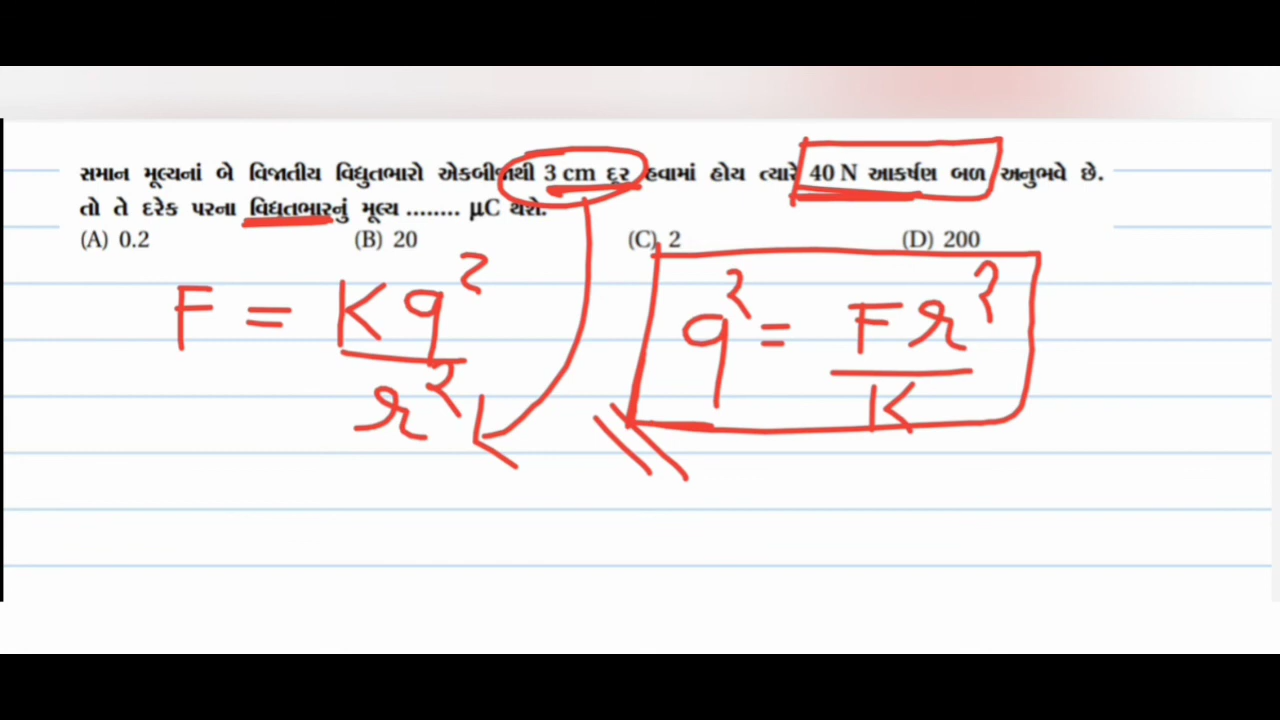 સમાન મૂલ્યનાં બે વિજાતીય વિદ્યુતભારો એકબીજાથી 3 cm દૂર હવામાં હોય ત્યારે 40 N આકર્ષણ બળ અનુભવે છે.
તો તે દરેક પરના વિદ્યુતભારનું મૂલ્ય ........ μC થશે.
(A) 0.2 (B) 20 (C) 2 (D) 200
F = Kq² / r² q² = Fr² / K